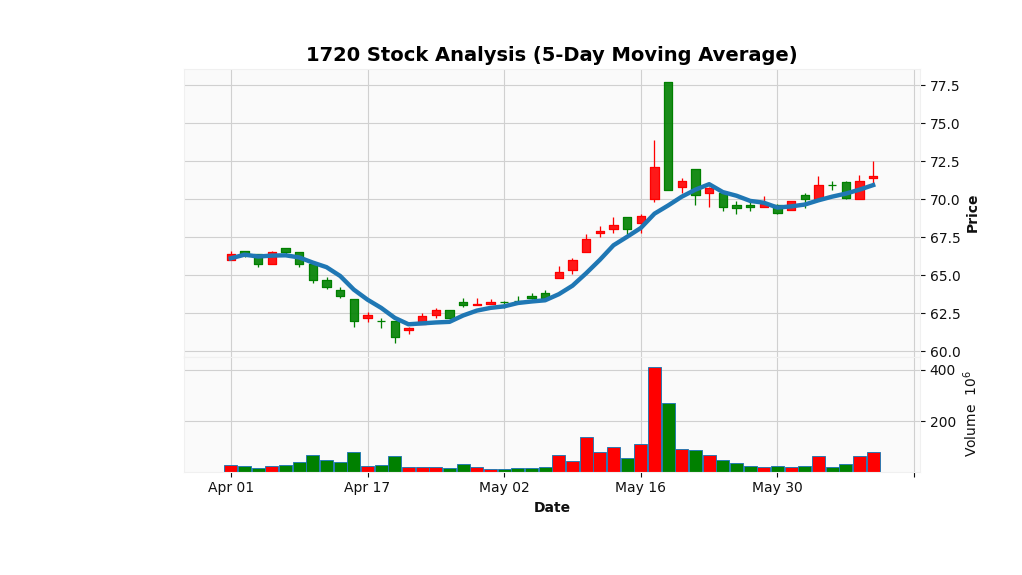 1720 Stock Analysis (5-Day Moving Average)
77.5
75.0
72.5
70.0
67.5
65.0
62.5
60.0
Price
400
200
Volume 10⁶
Apr 01
Apr 17
May 02
May 16
May 30
Date